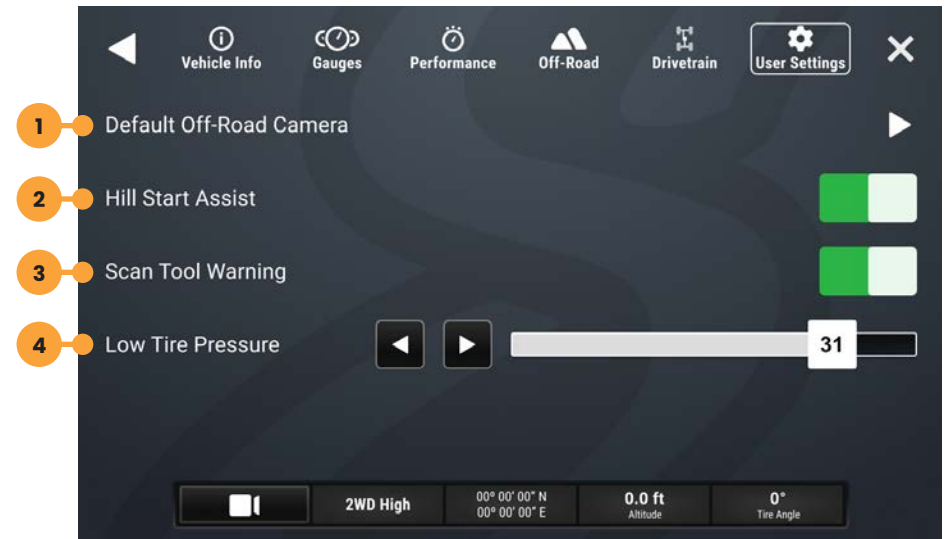 Vehicle Info
Gauges
Performance
Off-Road
Drivetrain
User Settings
1
Default Off-Road Camera
2
Hill Start Assist
3
Scan Tool Warning
4
Low Tire Pressure
31
2WD High
00° 00' 00" N
00° 00' 00" E
0.0 ft
Altitude
0°
Tire Angle